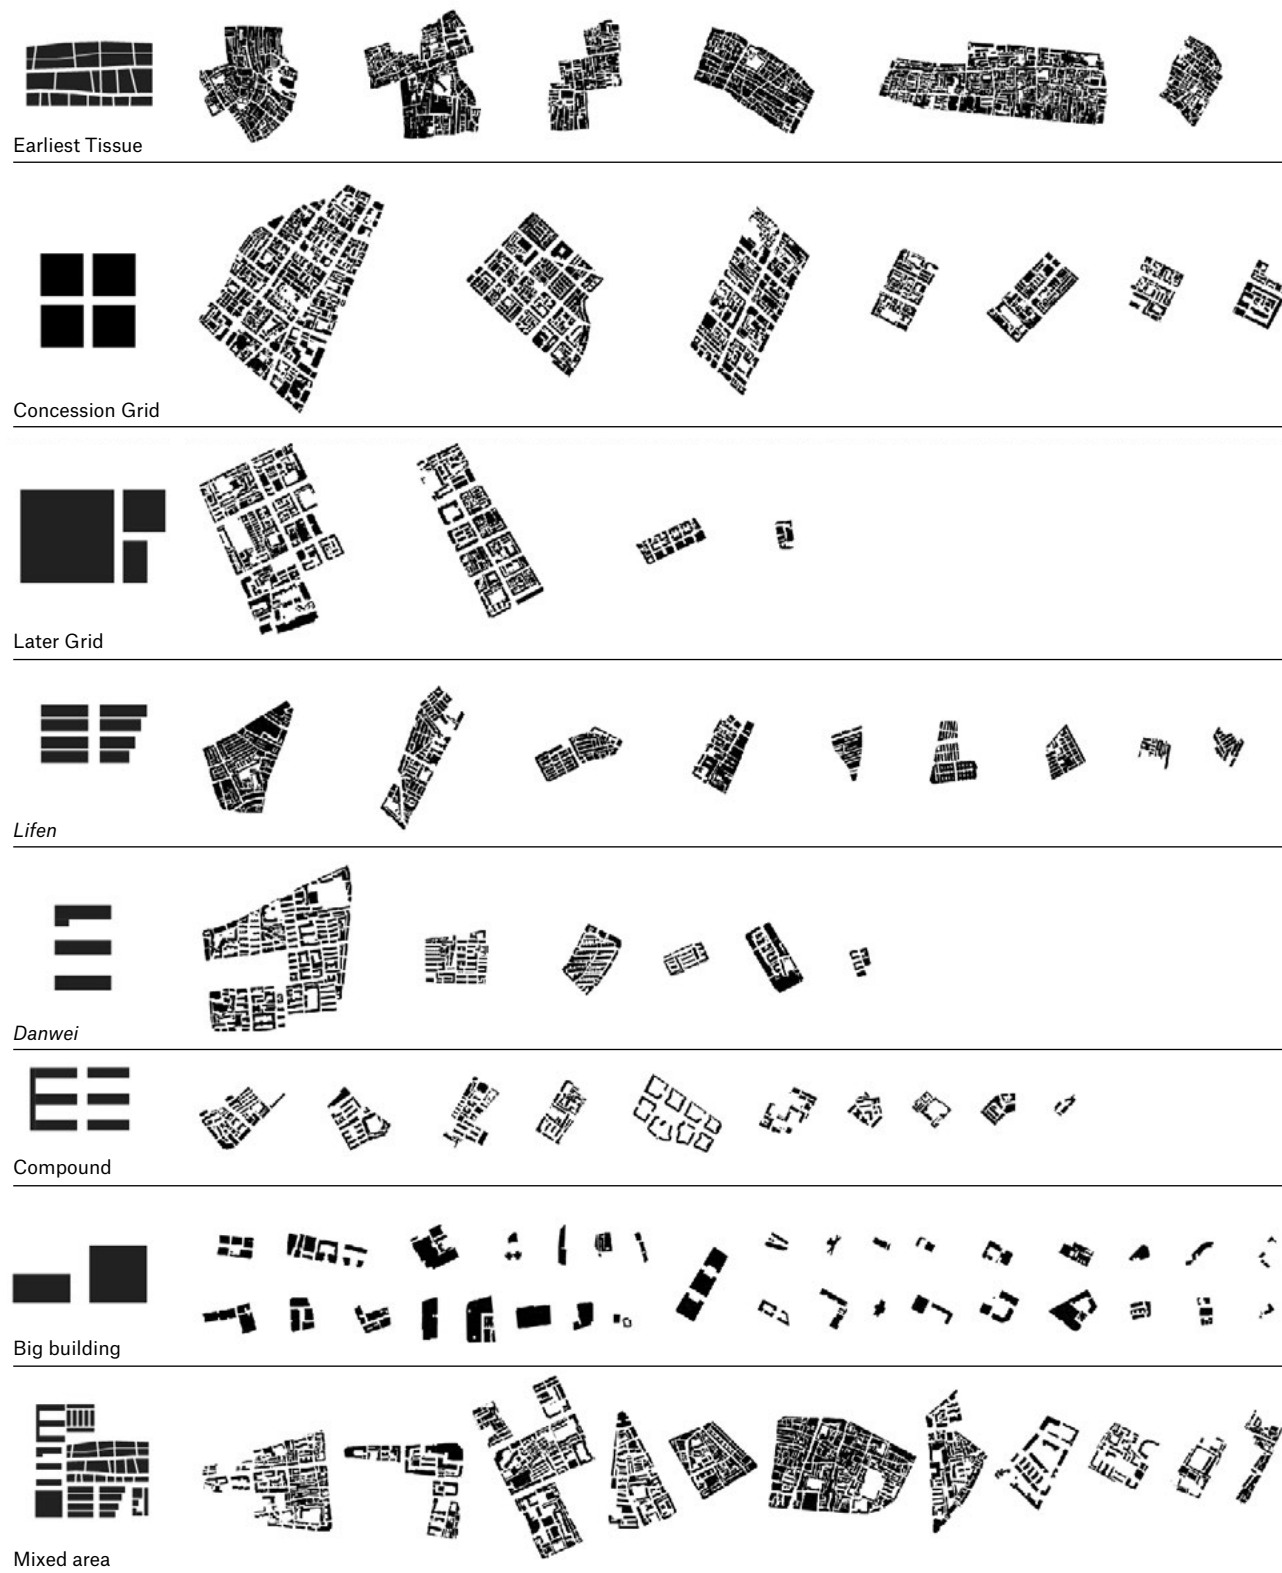 Earliest Tissue
Concession Grid
Later Grid
Lifen
Danwei
Compound
Big building
Mixed area